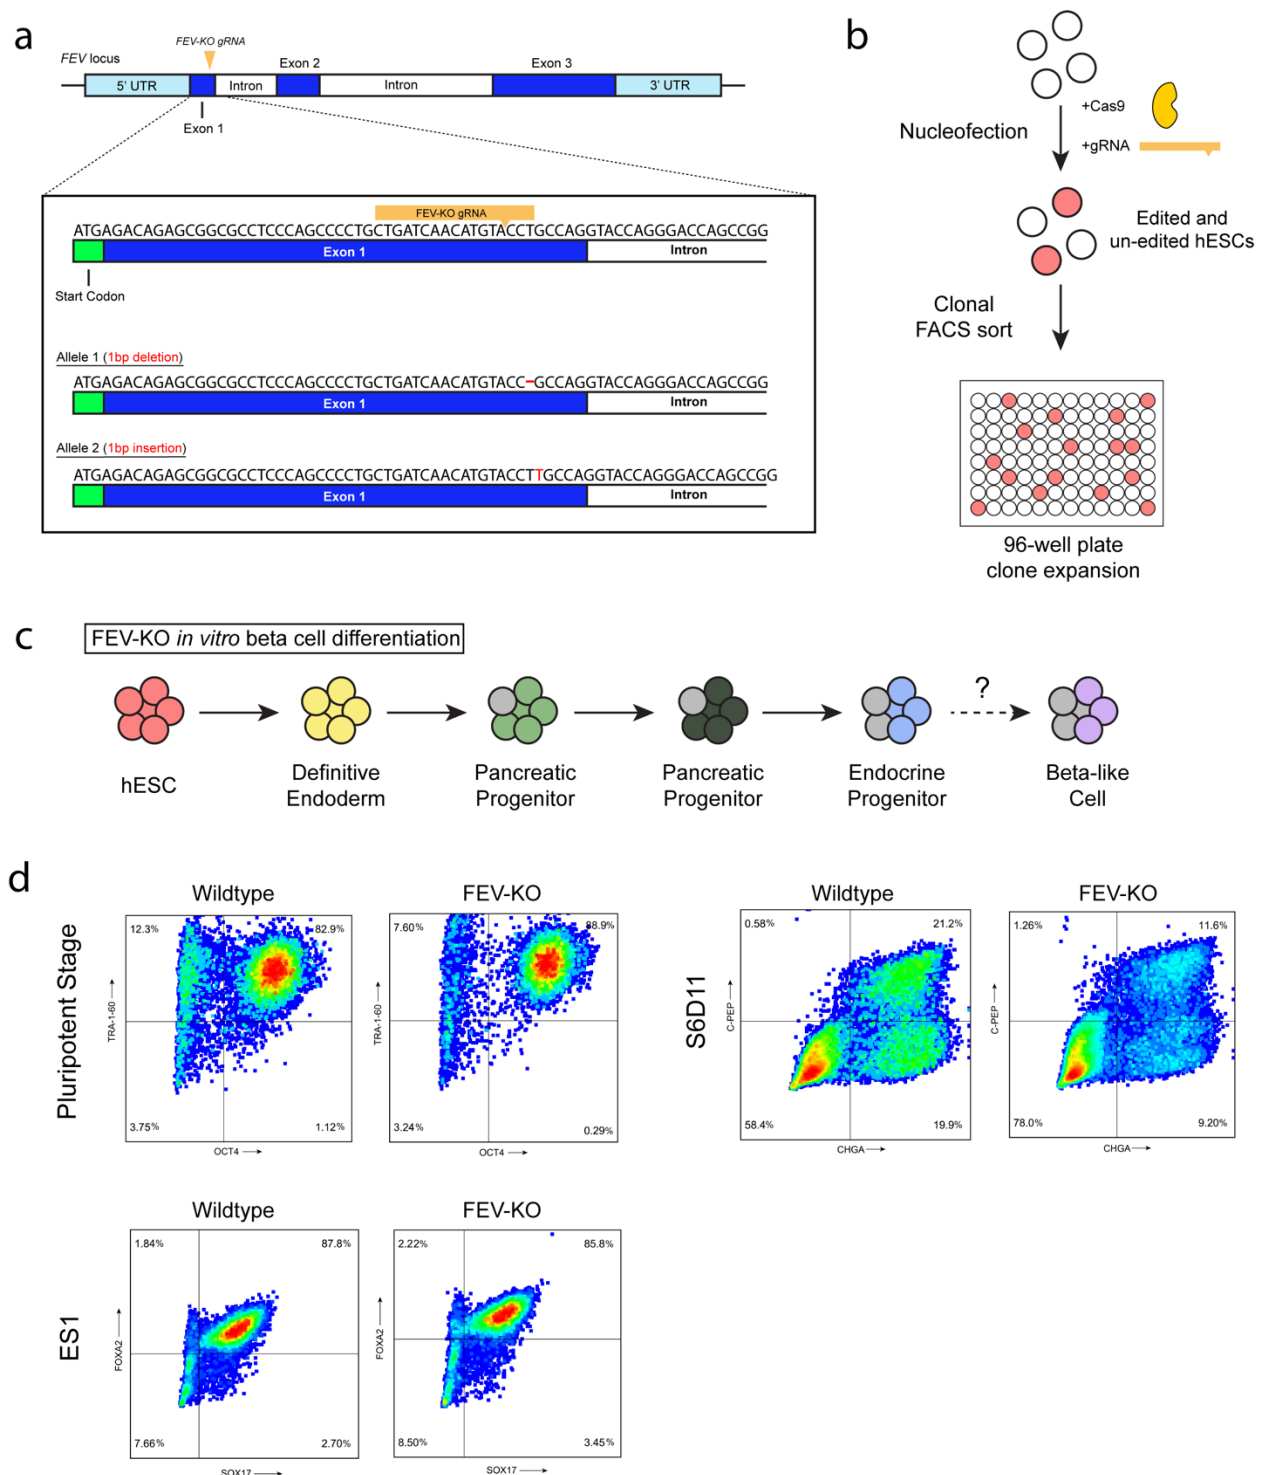 a
FEV-KO gRNA
FEV locus
Exon 2
Exon 3
5' UTR
Intron
Intron
3' UTR
Exon 1
FEV-KO gRNA
ATGAGACAGAGCGGCGCCTCCCAGCCCCTGCTGATCAACATGTACCTGCCAGGTACCAGGGACCAGCCGG
Exon 1
Intron
Start Codon
Allele 1 (1bp deletion)
ATGAGACAGAGCGGCGCCTCCCAGCCCCTGCTGATCAACATGTACC-GCCAGGTACCAGGGACCAGCCGG
Exon 1
Intron
Allele 2 (1bp insertion)
ATGAGACAGAGCGGCGCCTCCCAGCCCCTGCTGATCAACATGTACCTTGCCAGGTACCAGGGACCAGCCGG
Exon 1
Intron
b
+Cas9
Nucleofection
+gRNA
Edited and
un-edited hESCs
Clonal
FACS sort
96-well plate
clone expansion
c
FEV-KO in vitro beta cell differentiation
?
hESC
Definitive
Endoderm
Pancreatic
Progenitor
Pancreatic
Progenitor
Endocrine
Progenitor
Beta-like
Cell
d
Pluripotent Stage
Wildtype
12.3%
82.9%
TRA-1-60
3.75%
1.12%
OCT4
FEV-KO
7.60%
88.9%
TRA-1-60
3.24%
0.29%
OCT4
S6D11
Wildtype
0.58%
21.2%
C-PEP
58.4%
19.9%
CHGA
FEV-KO
1.26%
11.6%
C-PEP
78.0%
9.20%
CHGA
ES1
Wildtype
1.84%
87.8%
FOXA2
7.66%
2.70%
SOX17
FEV-KO
2.22%
85.8%
FOXA2
8.50%
3.45%
SOX17